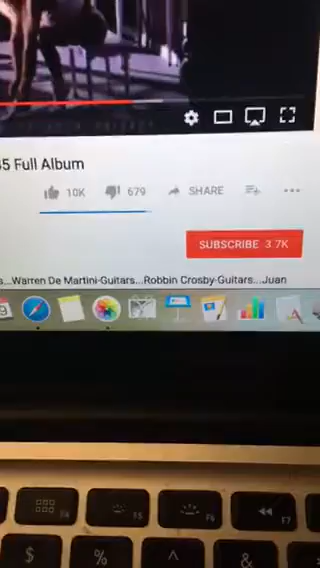 5 Full Album
10K 679 SHARE
SUBSCRIBE 3.7K
...Warren De Martini-Guitars...Robbin Crosby-Guitars...Juan
F4 F5 F6 F7
$ % ^ &